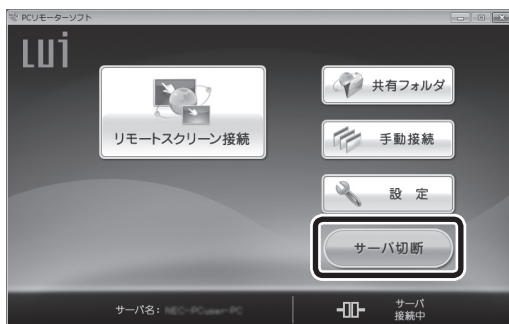 PCリモーターソフト
Lui
リモートスクリーン接続
共有フォルダ
手動接続
設 定
サーバ切断
サーバ名:
サーバ
接続中